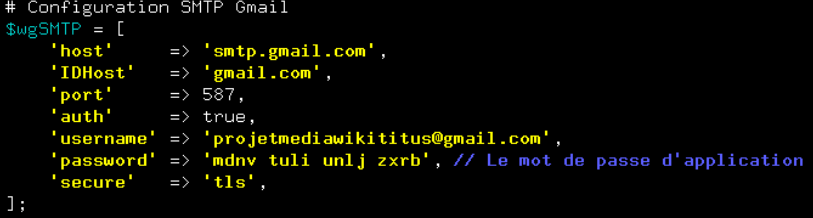 # Configuration SMTP Gmail
$wgSMTP = [
    'host'     => 'smtp.gmail.com',
    'IDHost'   => 'gmail.com',
    'port'     => 587,
    'auth'     => true,
    'username' => 'projetmediawikititus@gmail.com',
    'password' => 'mdnv tuli unlj zxrb', // Le mot de passe d'application
    'secure'   => 'tls',
];